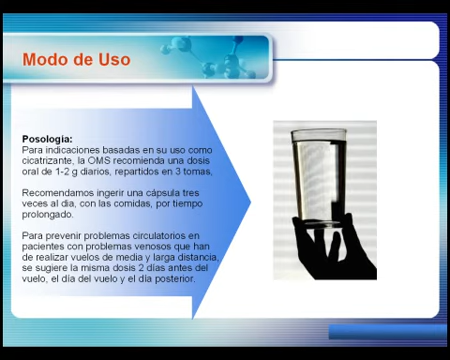 Modo de Uso
Posologia:
Para indicaciones basadas en su uso como
cicatrizante, la OMS recomienda una dosis
oral de 1-2 g diarios, repartidos en 3 tomas,
Recomendamos ingerir una cápsula tres
veces al dia, con las comidas, por tiempo
prolongado.
Para prevenir problemas circulatorios en
pacientes con problemas venosos que han
de realizar vuelos de media y larga distancia,
se sugiere la misma dosis 2 días antes del
vuelo, el día del vuelo y el día posterior.